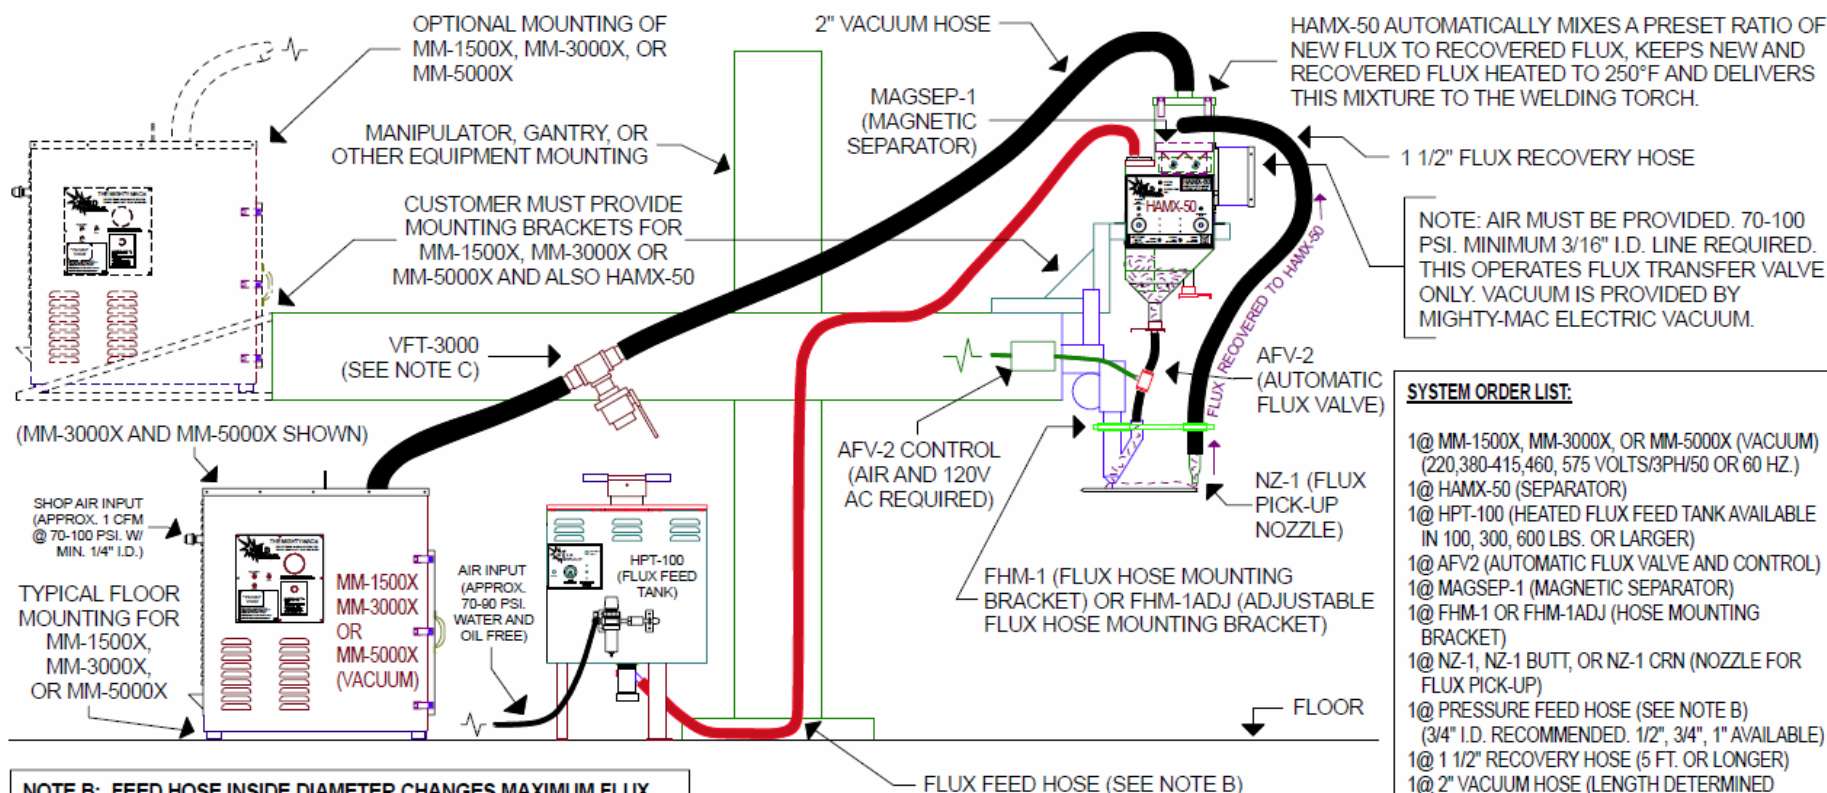 OPTIONAL MOUNTING OF
MM-1500X, MM-3000X, OR
MM-5000X
2" VACUUM HOSE
HAMX-50 AUTOMATICALLY MIXES A PRESET RATIO OF
NEW FLUX TO RECOVERED FLUX, KEEPS NEW AND
RECOVERED FLUX HEATED TO 250°F AND DELIVERS
THIS MIXTURE TO THE WELDING TORCH.
MAGSEP-1
(MAGNETIC
SEPARATOR)
MANIPULATOR, GANTRY, OR
OTHER EQUIPMENT MOUNTING
1 1/2" FLUX RECOVERY HOSE
CUSTOMER MUST PROVIDE
MOUNTING BRACKETS FOR
MM-1500X, MM-3000X OR
MM-5000X AND ALSO HAMX-50
HAMX-50
NOTE: AIR MUST BE PROVIDED. 70-100
PSI. MINIMUM 3/16" I.D. LINE REQUIRED.
THIS OPERATES FLUX TRANSFER VALVE
ONLY. VACUUM IS PROVIDED BY
MIGHTY-MAC ELECTRIC VACUUM.
FLUX RECOVERED TO HAMX-50
VFT-3000
(SEE NOTE C)
AFV-2
(AUTOMATIC
FLUX VALVE)
(MM-3000X AND MM-5000X SHOWN)
AFV-2 CONTROL
(AIR AND 120V
AC REQUIRED)
NZ-1 (FLUX
PICK-UP
NOZZLE)
SHOP AIR INPUT
(APPROX. 1 CFM
@ 70-100 PSI. W/
MIN. 1/4" I.D.)
TYPICAL FLOOR
MOUNTING FOR
MM-1500X,
MM-3000X,
OR MM-5000X
THE MIGHTY MAC
MM-1500X
MM-3000X
OR
MM-5000X
(VACUUM)
AIR INPUT
(APPROX.
70-90 PSI.
WATER AND
OIL FREE)
HPT-100
(FLUX FEED
TANK)
FHM-1 (FLUX HOSE MOUNTING
BRACKET) OR FHM-1ADJ (ADJUSTABLE
FLUX HOSE MOUNTING BRACKET)
FLOOR
FLUX FEED HOSE (SEE NOTE B)
SYSTEM ORDER LIST:
1@ MM-1500X, MM-3000X, OR MM-5000X (VACUUM)
(220,380-415,460, 575 VOLTS/3PH/50 OR 60 HZ.)
1@ HAMX-50 (SEPARATOR)
1@ HPT-100 (HEATED FLUX FEED TANK AVAILABLE
IN 100, 300, 600 LBS. OR LARGER)
1@ AFV2 (AUTOMATIC FLUX VALVE AND CONTROL)
1@ MAGSEP-1 (MAGNETIC SEPARATOR)
1@ FHM-1 OR FHM-1ADJ (HOSE MOUNTING
BRACKET)
1@ NZ-1, NZ-1 BUTT, OR NZ-1 CRN (NOZZLE FOR
FLUX PICK-UP)
1@ PRESSURE FEED HOSE (SEE NOTE B)
(3/4" I.D. RECOMMENDED. 1/2", 3/4", 1" AVAILABLE)
1@ 1 1/2" RECOVERY HOSE (5 FT. OR LONGER)
1@ 2" VACUUM HOSE (LENGTH DETERMINED
NOTE B: FEED HOSE INSIDE DIAMETER CHANGES MAXIMUM FLUX